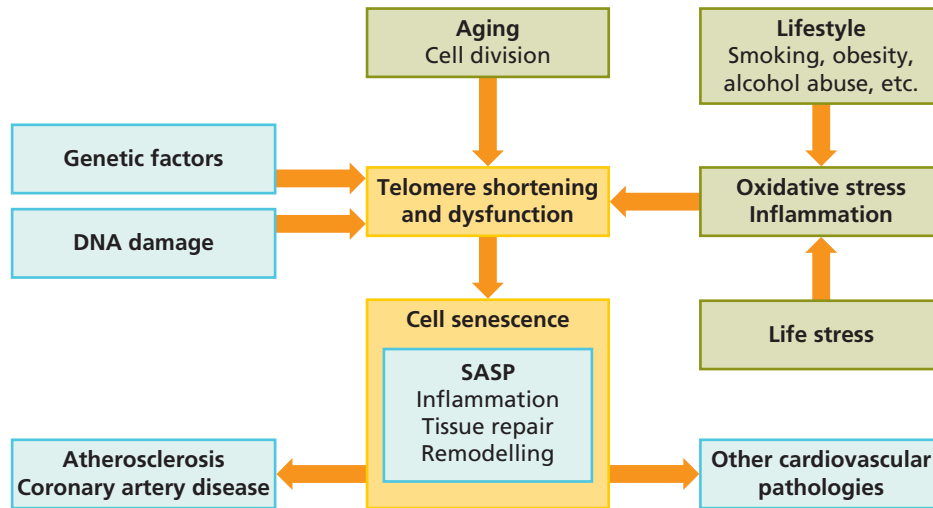 Aging
Cell division
Lifestyle
Smoking, obesity,
alcohol abuse, etc.
Genetic factors
DNA damage
Telomere shortening
and dysfunction
Oxidative stress
Inflammation
Cell senescence
SASP
Inflammation
Tissue repair
Remodelling
Life stress
Atherosclerosis
Coronary artery disease
Other cardiovascular
pathologies